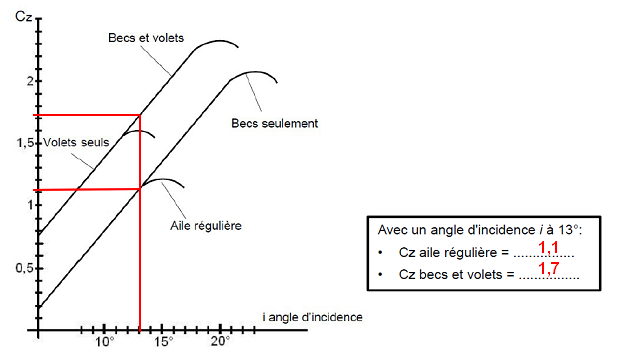 Cz
Becs et volets
2
Becs seulement
1,5
Volets seuls
1
Aile régulière
0,5
i angle d'incidence
10° 15° 20°
Avec un angle d'incidence i à 13°:
• Cz aile régulière = ......1,1........
• Cz becs et volets = .....1,7........